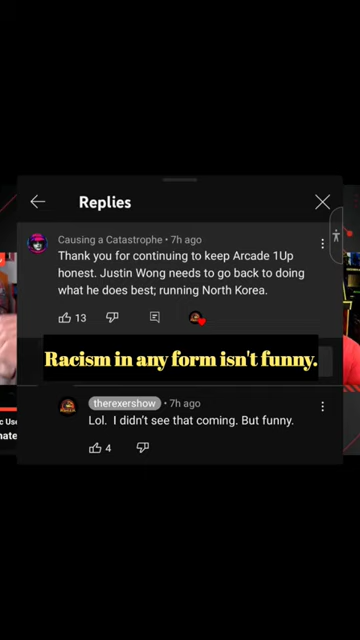 Replies
Causing a Catastrophe • 7h ago
Thank you for continuing to keep Arcade 1Up
honest. Justin Wong needs to go back to doing
what he does best; running North Korea.
13
Racism in any form isn't funny.
therexershow • 7h ago
Lol. I didn't see that coming. But funny.
4